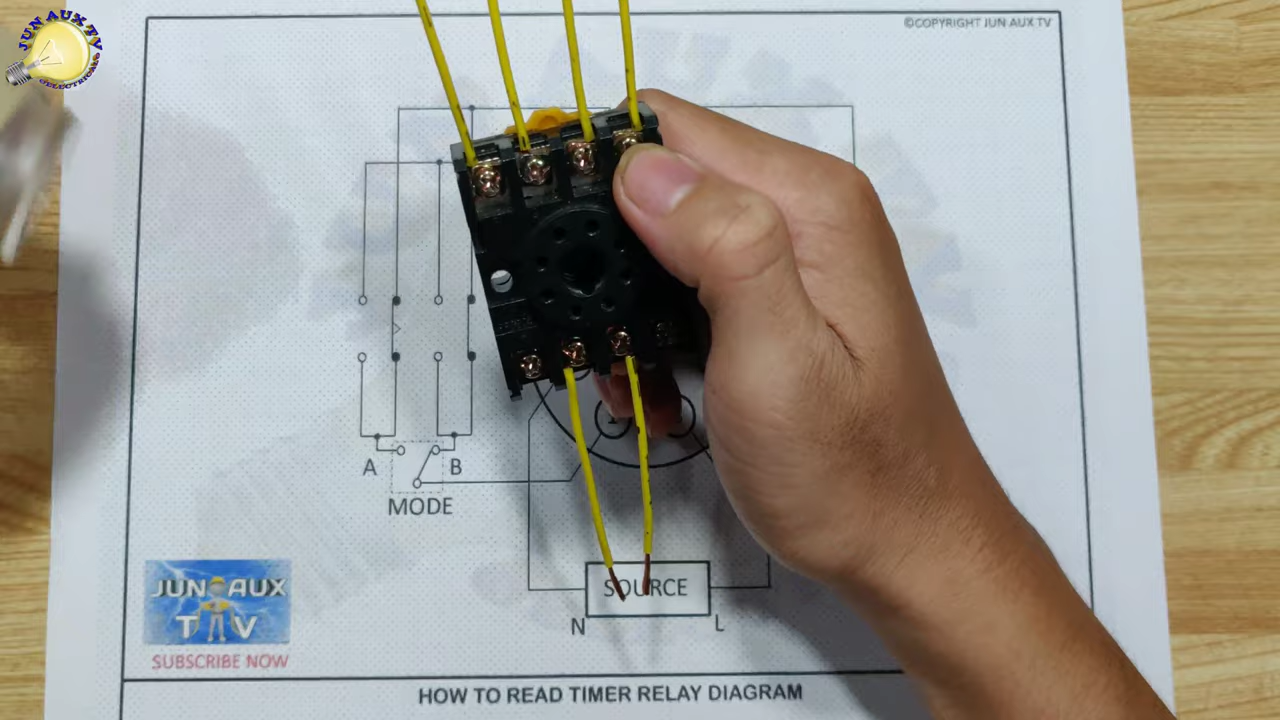 JUN AUX TV
ELECTRICALS
©COPYRIGHT JUN AUX TV
A
B
MODE
SOURCE
N
L
JUN AUX
TV
SUBSCRIBE NOW
HOW TO READ TIMER RELAY DIAGRAM